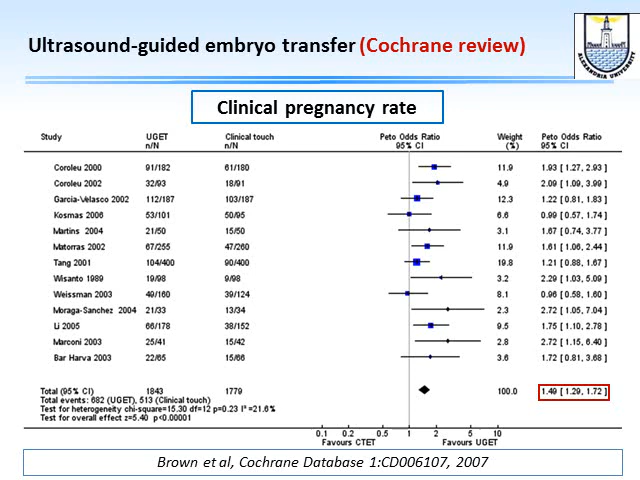 Ultrasound-guided embryo transfer (Cochrane review)
ALEXANDRIA UNIVERSITY
Clinical pregnancy rate
Study UGET Clinical touch Peto Odds Ratio Weight Peto Odds Ratio
n/N n/N 95% CI (%) 95% CI
Coroleu 2000 91/182 61/180 11.9 1.93 [ 1.27, 2.93 ]
Coroleu 2002 32/93 18/91 4.9 2.09 [ 1.09, 3.99 ]
Garcia-Velasco 2002 112/187 103/187 12.3 1.22 [ 0.81, 1.83 ]
Kosmas 2006 53/101 50/95 6.6 0.99 [ 0.57, 1.74 ]
Martins 2004 21/50 15/50 3.1 1.67 [ 0.74, 3.77 ]
Matorras 2002 67/255 47/260 11.9 1.61 [ 1.06, 2.44 ]
Tang 2001 104/400 90/400 19.8 1.21 [ 0.88, 1.67 ]
Wisanto 1989 19/98 9/98 3.2 2.29 [ 1.03, 5.09 ]
Weissman 2003 49/160 39/124 8.1 0.96 [ 0.58, 1.60 ]
Moraga-Sanchez 2004 21/33 13/34 2.3 2.72 [ 1.05, 7.04 ]
Li 2005 66/178 38/152 9.5 1.75 [ 1.10, 2.78 ]
Marconi 2003 25/41 15/42 2.8 2.72 [ 1.15, 6.40 ]
Bar Harva 2003 22/65 15/66 3.6 1.72 [ 0.81, 3.68 ]
Total (95% CI) 1843 1779 100.0 1.49 [ 1.29, 1.72 ]
Total events: 682 (UGET), 513 (Clinical touch)
Test for heterogeneity chi-square=15.30 df=12 p=0.23 I² =21.6%
Test for overall effect z=5.40 p<0.00001
0.1 0.2 0.5 1 2 5 10
Favours CTET Favours UGET
Brown et al, Cochrane Database 1:CD006107, 2007